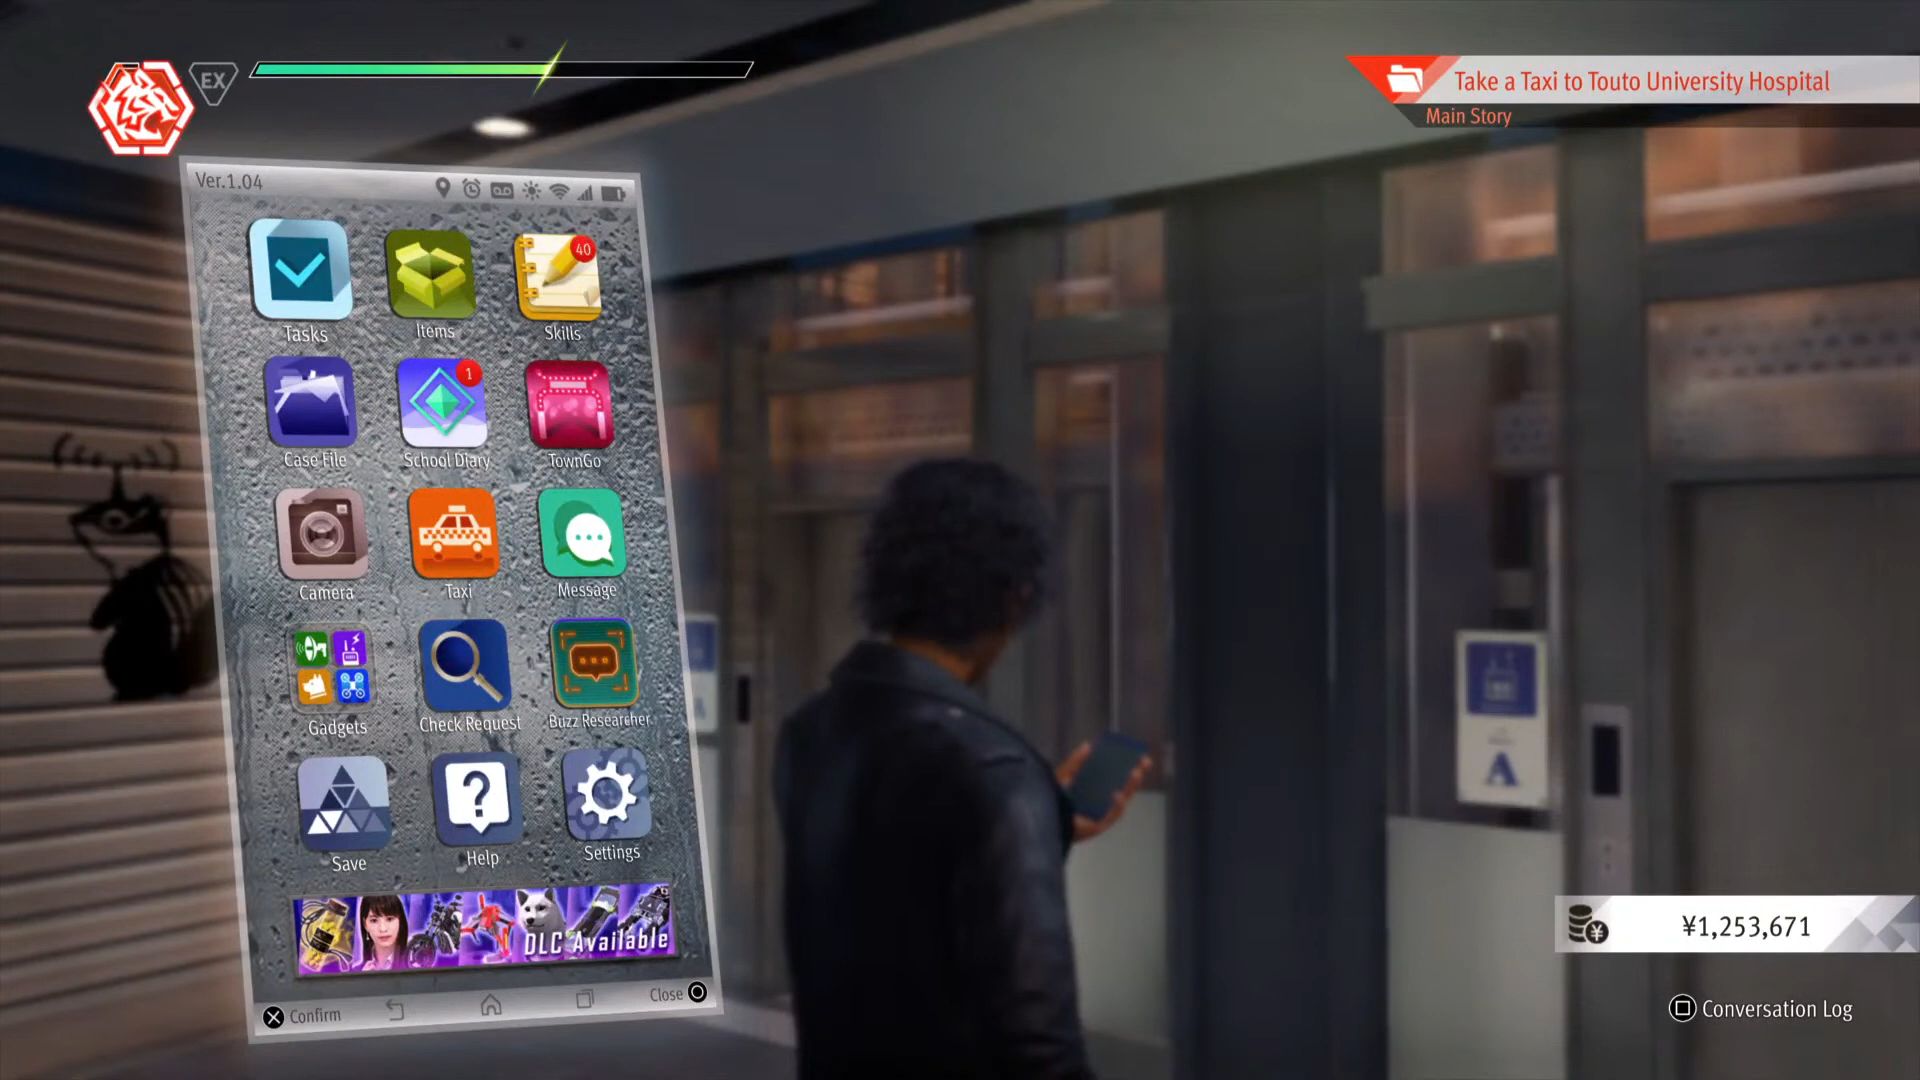 EX
Take a Taxi to Touto University Hospital
Main Story
Ver.1.04
40
Tasks
Items
Skills
1
Case File
School Diary
TownGo
Camera
Taxi
Message
Gadgets
Check Request
Buzz Researcher
?
Save
Help
Settings
DLC Available
Confirm
Close
A
¥
¥1,253,671
Conversation Log